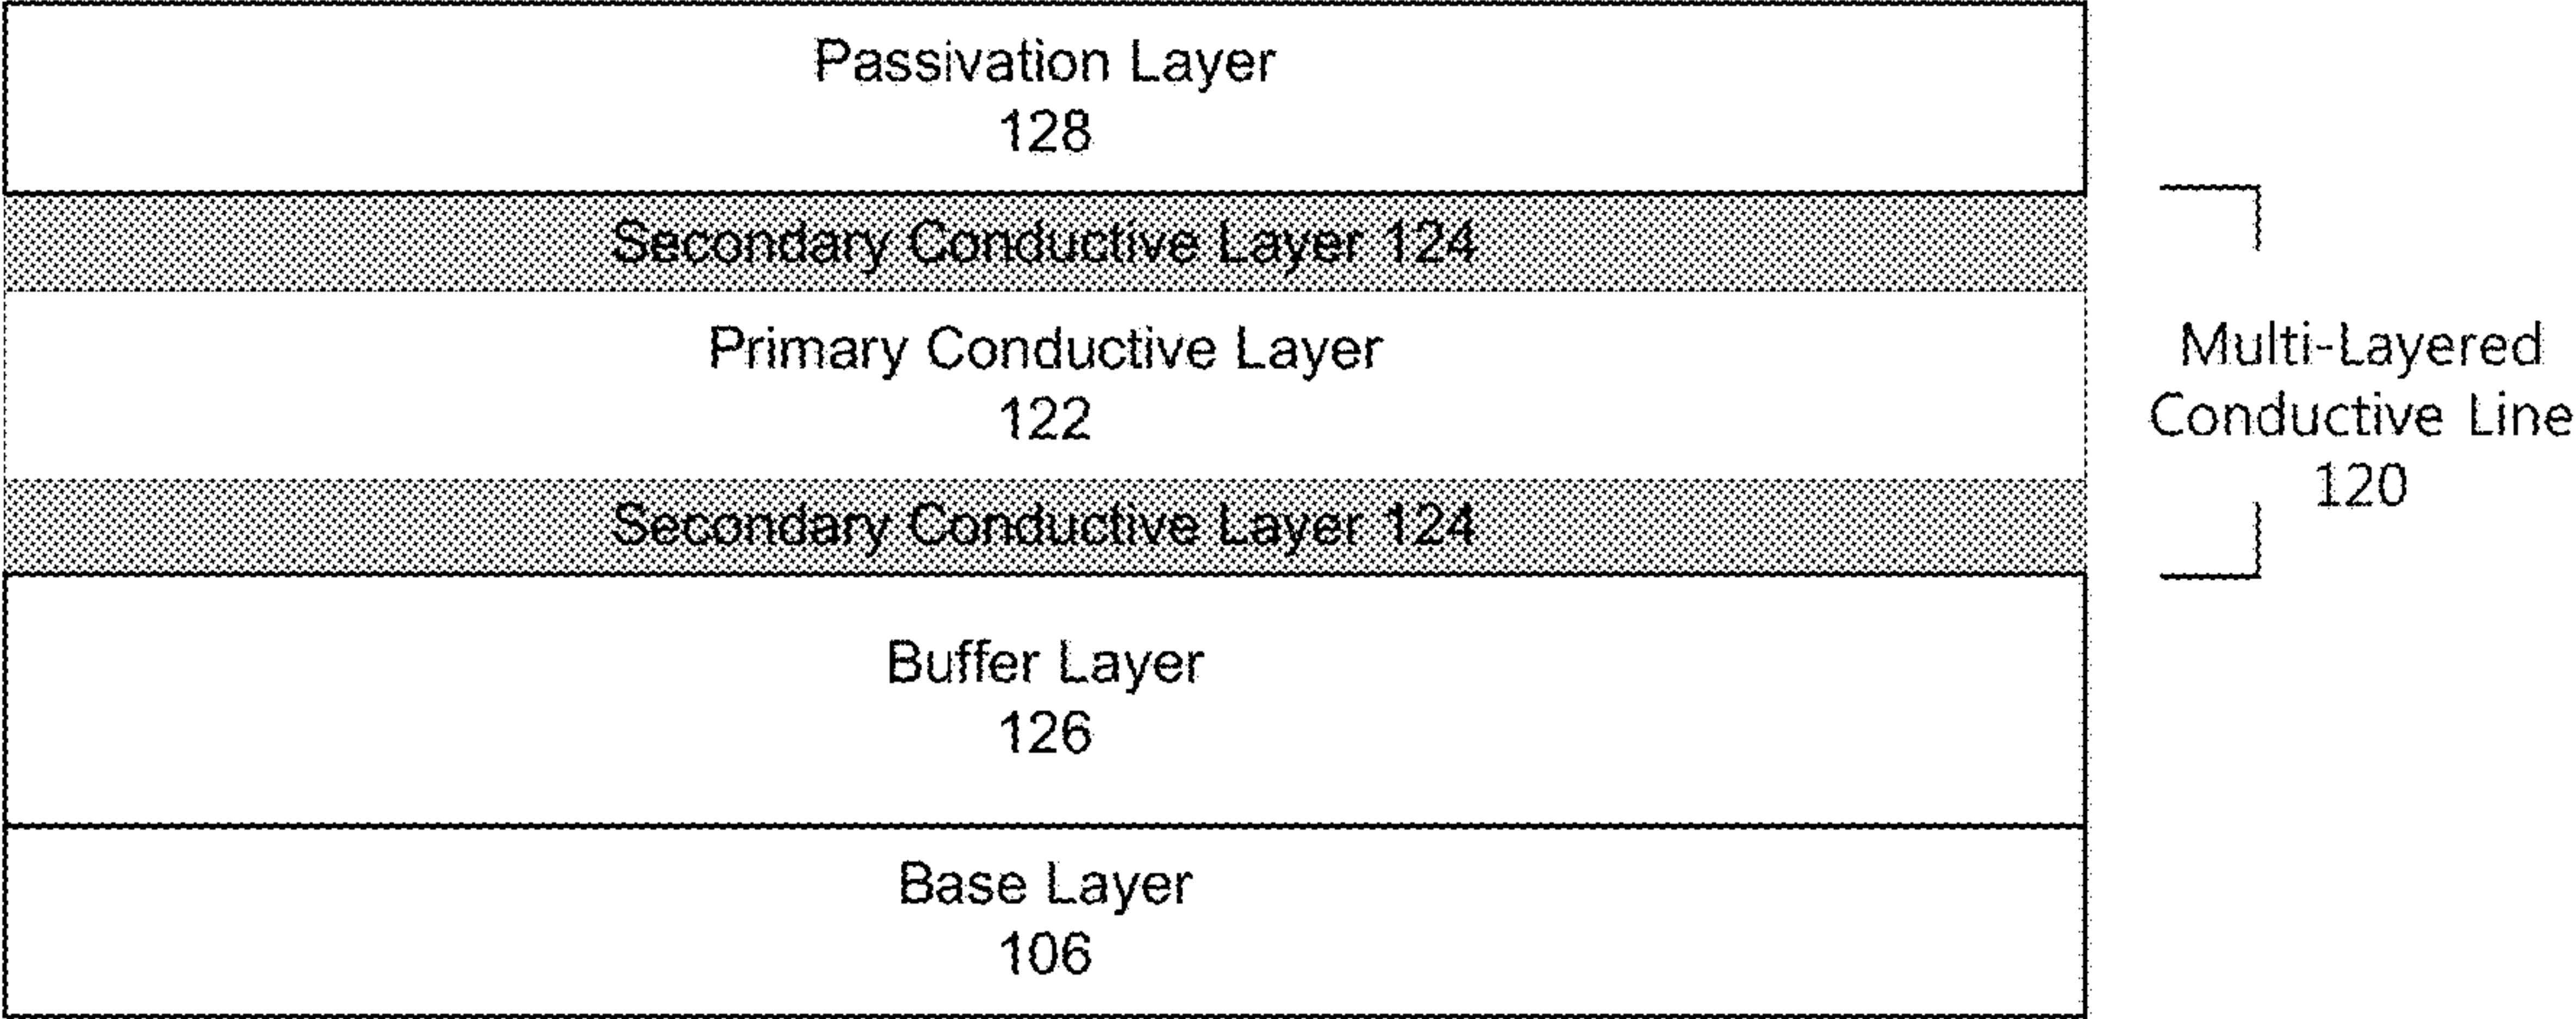 Passivation Layer
128
Secondary Conductive Layer 124
Primary Conductive Layer
122
Secondary Conductive Layer 124
Buffer Layer
126
Base Layer
106
Multi-Layered
Conductive Line
120